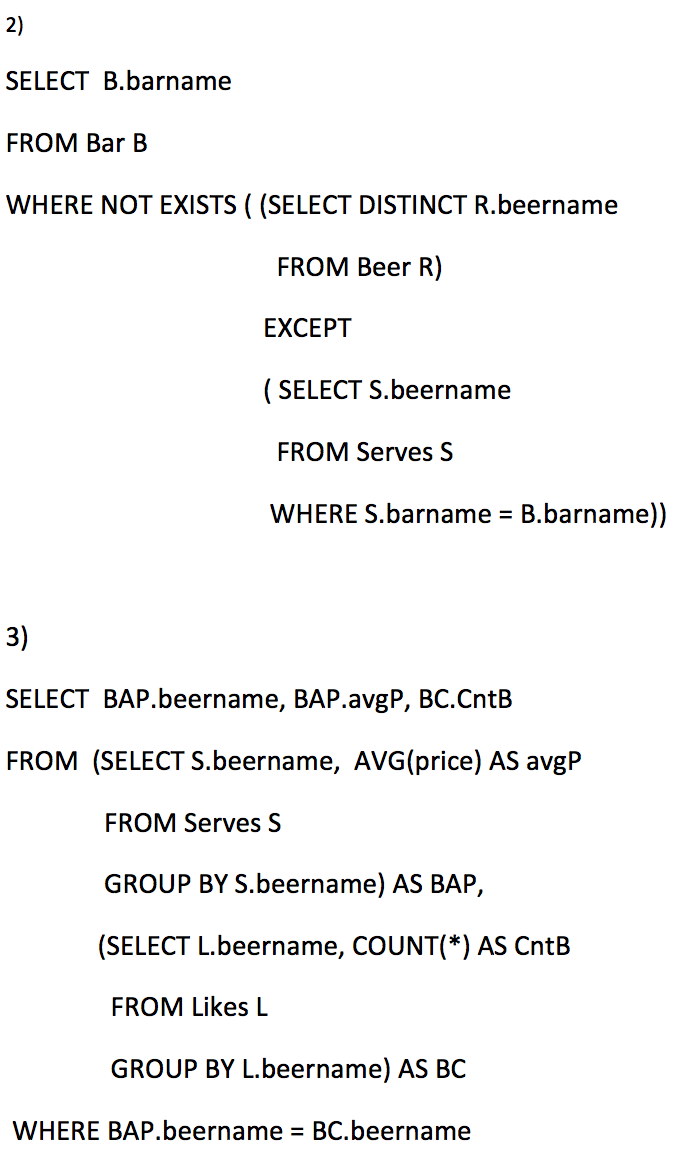 2)
SELECT  B.barname
FROM Bar B
WHERE NOT EXISTS ( (SELECT DISTINCT R.beername
FROM Beer R)
EXCEPT
( SELECT S.beername
FROM Serves S
WHERE S.barname = B.barname))
3)
SELECT  BAP.beername, BAP.avgP, BC.CntB
FROM  (SELECT S.beername,  AVG(price) AS avgP
FROM Serves S
GROUP BY S.beername) AS BAP,
(SELECT L.beername, COUNT(*) AS CntB
FROM Likes L
GROUP BY L.beername) AS BC
WHERE BAP.beername = BC.beername